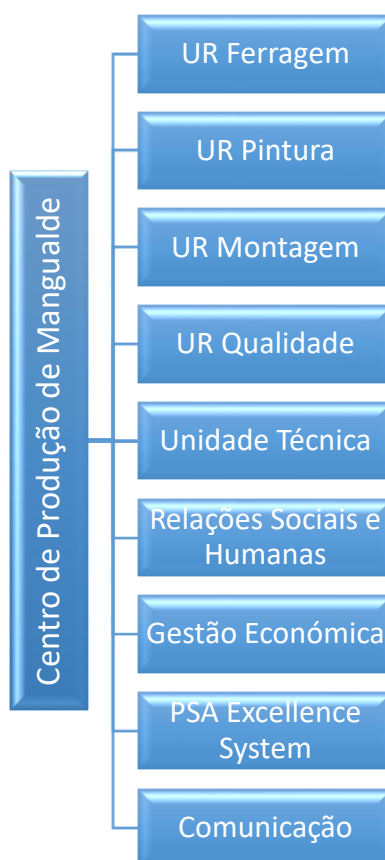 Centro de Produção de Mangualde
UR Ferragem
UR Pintura
UR Montagem
UR Qualidade
Unidade Técnica
Relações Sociais e
Humanas
Gestão Económica
PSA Excellence
System
Comunicação